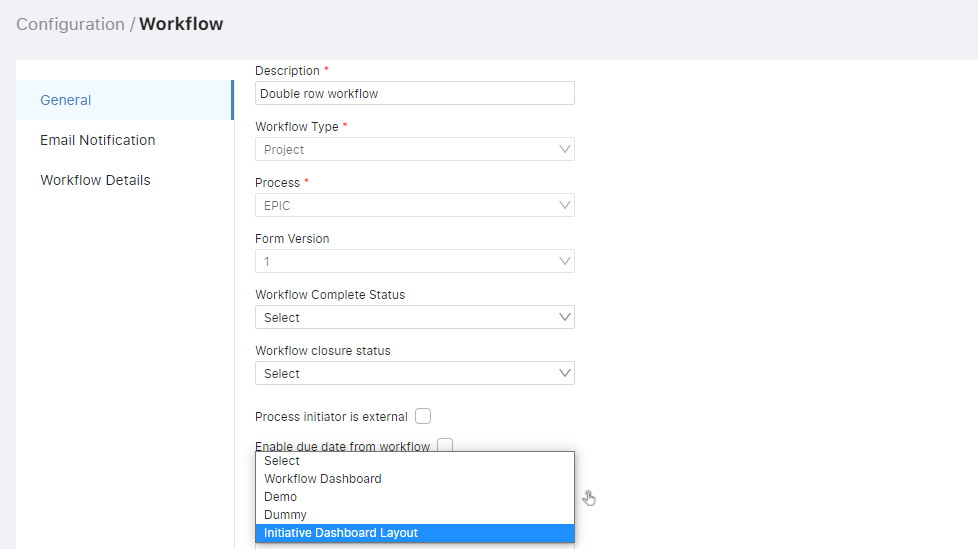 Configuration / Workflow
General
Email Notification
Workflow Details
Description *
Double row workflow
Workflow Type *
Project
Process *
EPIC
Form Version
1
Workflow Complete Status
Select
Workflow closure status
Select
Process initiator is external
Enable due date from workflow
Select
Workflow Dashboard
Demo
Dummy
Initiative Dashboard Layout